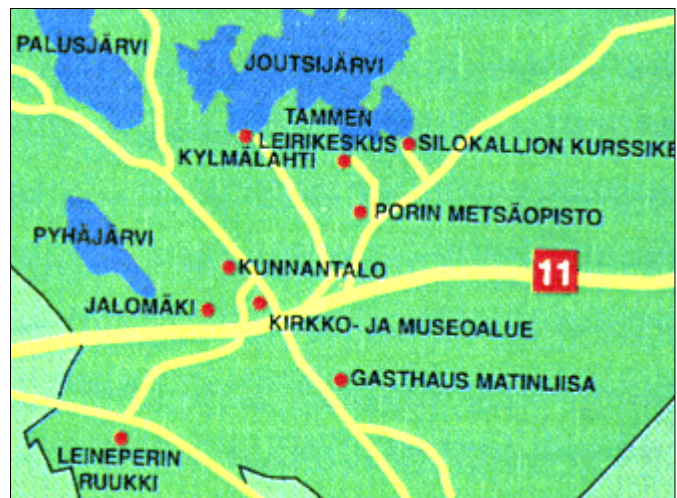 PALUSJÄRVI
JOUTSIJÄRVI
TAMMEN
LEIRIKESKUS
SILOKALLION KURSSIKE
KYLMÄLAHTI
PORIN METSÄOPISTO
PYHÄJÄRVI
KUNNANTALO
11
JALOMÄKI
KIRKKO- JA MUSEOALUE
GASTHAUS MATINLIISA
LEINEPERIN
RUUKKI